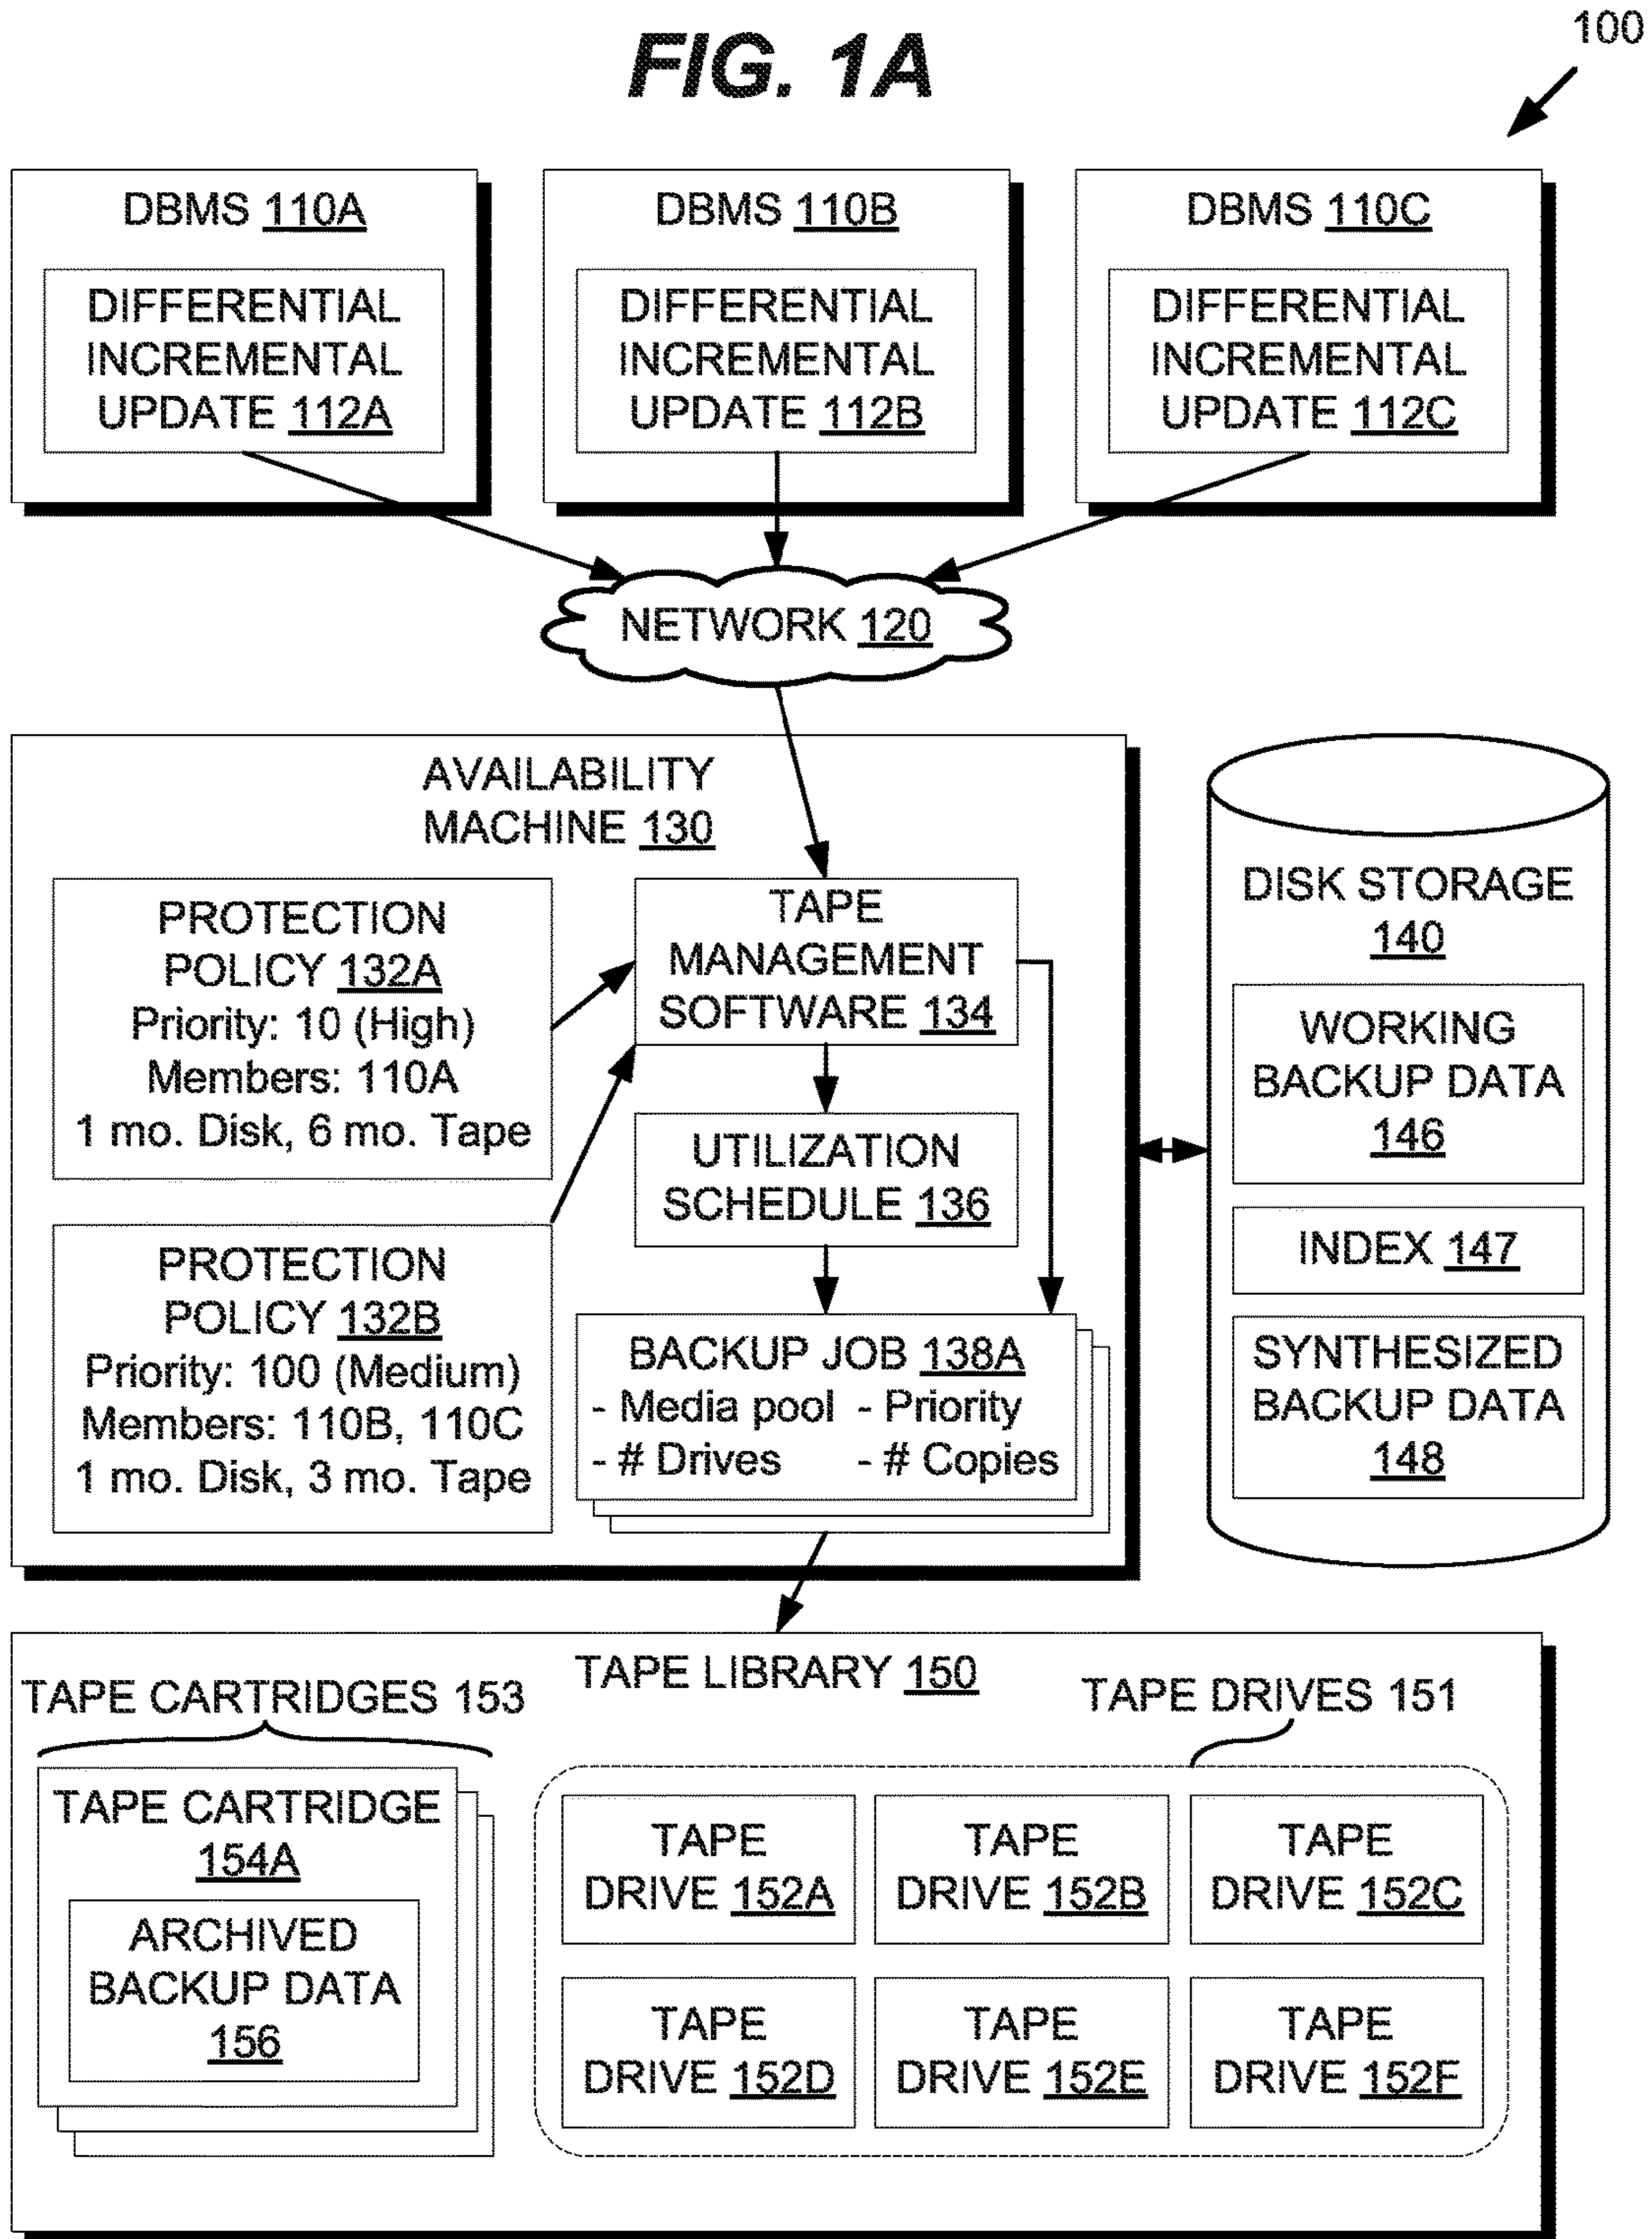 FIG. 1A
100
DBMS 110A
DIFFERENTIAL
INCREMENTAL
UPDATE 112A
DBMS 110B
DIFFERENTIAL
INCREMENTAL
UPDATE 112B
DBMS 110C
DIFFERENTIAL
INCREMENTAL
UPDATE 112C
NETWORK 120
AVAILABILITY
MACHINE 130
PROTECTION
POLICY 132A
Priority: 10 (High)
Members: 110A
1 mo. Disk, 6 mo. Tape
PROTECTION
POLICY 132B
Priority: 100 (Medium)
Members: 110B, 110C
1 mo. Disk, 3 mo. Tape
TAPE
MANAGEMENT
SOFTWARE 134
UTILIZATION
SCHEDULE 136
BACKUP JOB 138A
- Media pool - Priority
- # Drives - # Copies
DISK STORAGE
140
WORKING
BACKUP DATA
146
INDEX 147
SYNTHESIZED
BACKUP DATA
148
TAPE LIBRARY 150
TAPE CARTRIDGES 153
TAPE CARTRIDGE
154A
ARCHIVED
BACKUP DATA
156
TAPE DRIVES 151
TAPE
DRIVE 152A
TAPE
DRIVE 152B
TAPE
DRIVE 152C
TAPE
DRIVE 152D
TAPE
DRIVE 152E
TAPE
DRIVE 152F